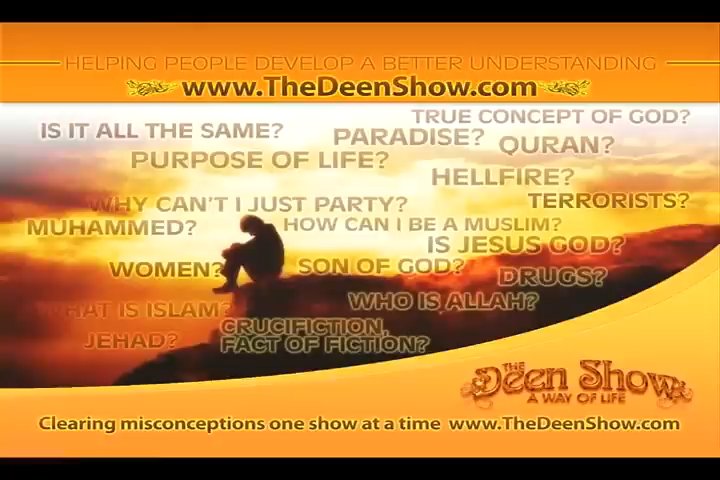 HELPING PEOPLE DEVELOP A BETTER UNDERSTANDING
www.TheDeenShow.com
TRUE CONCEPT OF GOD?
IS IT ALL THE SAME?
PARADISE?
QURAN?
PURPOSE OF LIFE?
HELLFIRE?
WHY CAN'T I JUST PARTY?
TERRORISTS?
MUHAMMED?
HOW CAN I BE A MUSLIM?
IS JESUS GOD?
WOMEN?
SON OF GOD?
DRUGS?
WHAT IS ISLAM?
WHO IS ALLAH?
JEHAD?
CRUCIFICTION,
FACT OF FICTION?
THE
Deen Show
A WAY OF LIFE
Clearing misconceptions one show at a time www.TheDeenShow.com